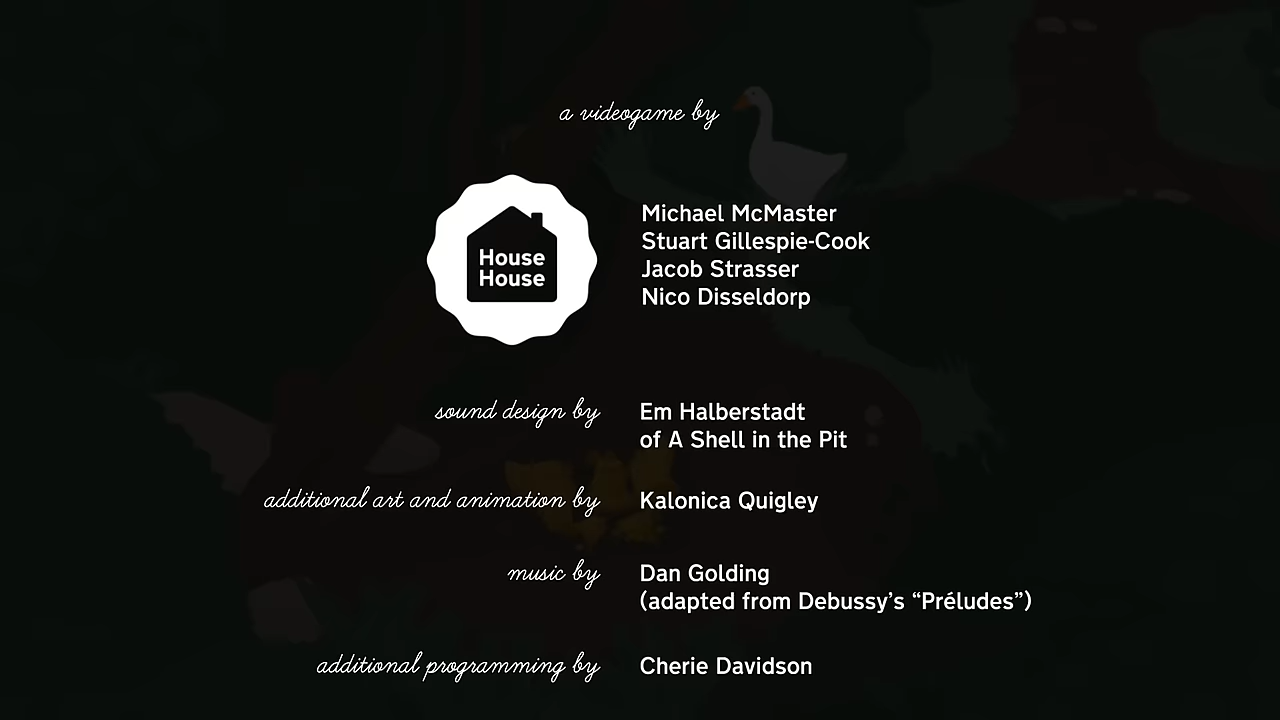 a videogame by
House
House
Michael McMaster
Stuart Gillespie-Cook
Jacob Strasser
Nico Disseldorp
sound design by
Em Halberstadt
of A Shell in the Pit
additional art and animation by
Kalonica Quigley
music by
Dan Golding
(adapted from Debussy’s “Préludes”)
additional programming by
Cherie Davidson